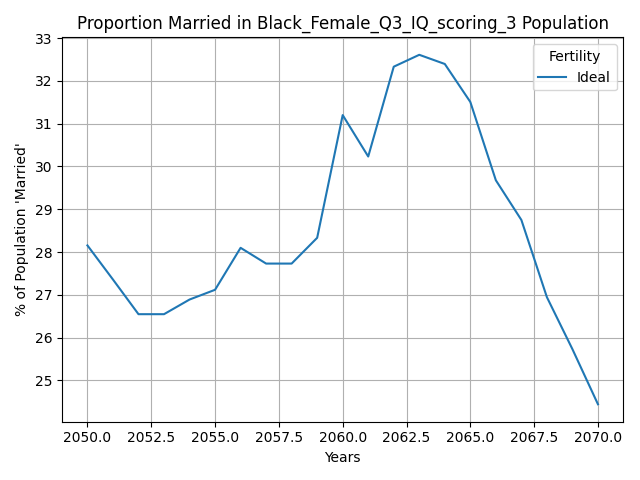 Proportion Married in Black_Female_Q3_IQ_scoring_3 Population
33
32
31
30
29
28
27
26
25
% of Population 'Married'
Fertility
Ideal
2050.0 2052.5 2055.0 2057.5 2060.0 2062.5 2065.0 2067.5 2070.0
Years